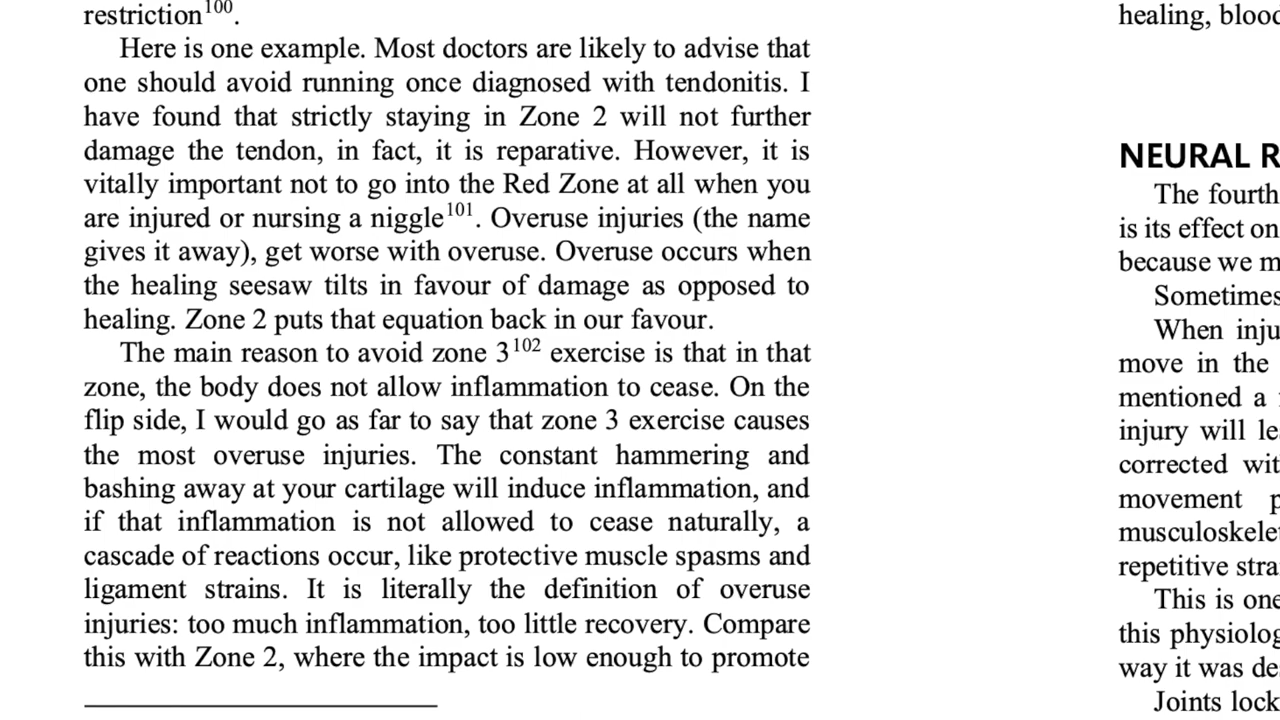 restriction100.
Here is one example. Most doctors are likely to advise that
one should avoid running once diagnosed with tendonitis. I
have found that strictly staying in Zone 2 will not further
damage the tendon, in fact, it is reparative. However, it is
vitally important not to go into the Red Zone at all when you
are injured or nursing a niggle101. Overuse injuries (the name
gives it away), get worse with overuse. Overuse occurs when
the healing seesaw tilts in favour of damage as opposed to
healing. Zone 2 puts that equation back in our favour.
The main reason to avoid zone 3102 exercise is that in that
zone, the body does not allow inflammation to cease. On the
flip side, I would go as far to say that zone 3 exercise causes
the most overuse injuries. The constant hammering and
bashing away at your cartilage will induce inflammation, and
if that inflammation is not allowed to cease naturally, a
cascade of reactions occur, like protective muscle spasms and
ligament strains. It is literally the definition of overuse
injuries: too much inflammation, too little recovery. Compare
this with Zone 2, where the impact is low enough to promote
healing,
NEURAL
The fourth
is its effect on
because we
Sometimes
When
move in the
mentioned a
injury will
corrected
movement
repetitive
This is
this
way it was
Joints lock